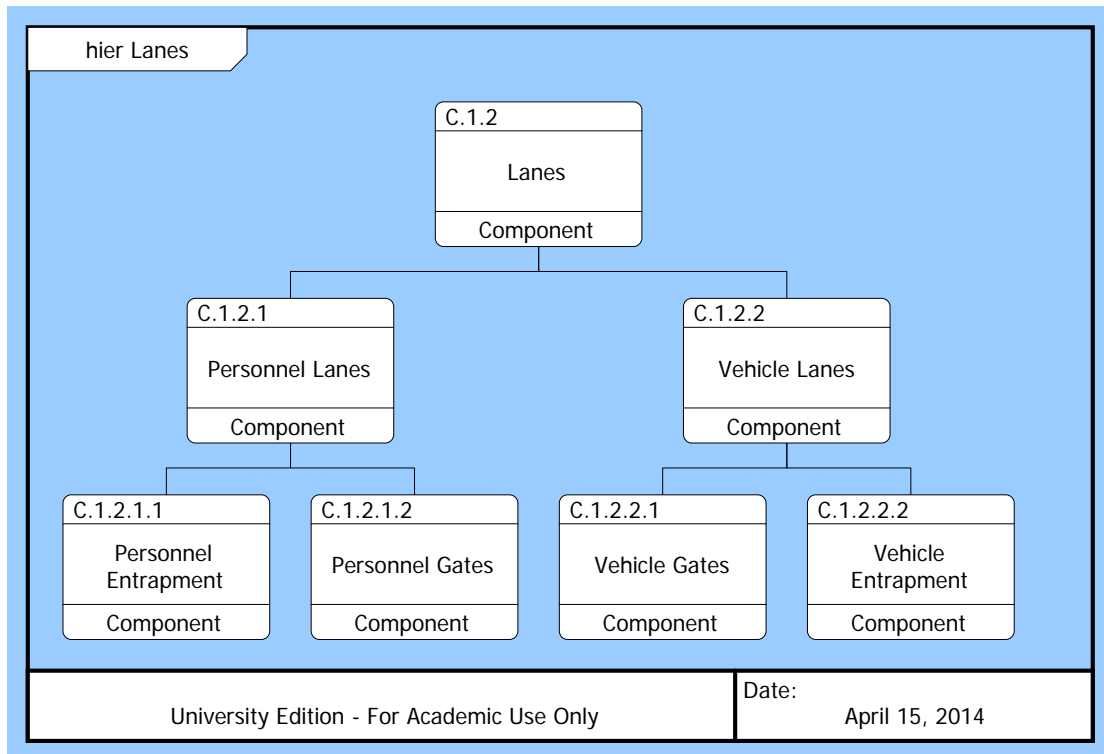 hier Lanes
C.1.2
Lanes
Component
C.1.2.1
Personnel Lanes
Component
C.1.2.2
Vehicle Lanes
Component
C.1.2.1.1
Personnel
Entrapment
Component
C.1.2.1.2
Personnel Gates
Component
C.1.2.2.1
Vehicle Gates
Component
C.1.2.2.2
Vehicle
Entrapment
Component
University Edition - For Academic Use Only
Date:
April 15, 2014